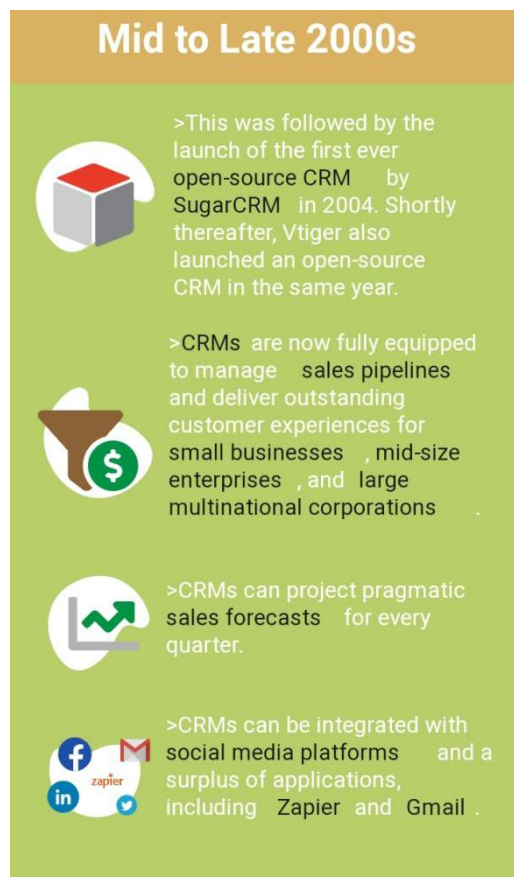 Mid to Late 2000s
>This was followed by the
launch of the first ever
open-source CRM by
SugarCRM in 2004. Shortly
thereafter, Vtiger also
launched an open-source
CRM in the same year.
>CRMs are now fully equipped
to manage sales pipelines
and deliver outstanding
customer experiences for
small businesses , mid-size
enterprises , and large
multinational corporations .
$
>CRMs can project pragmatic
sales forecasts for every
quarter.
>CRMs can be integrated with
social media platforms and a
surplus of applications,
including Zapier and Gmail .
f
M
zapier
in